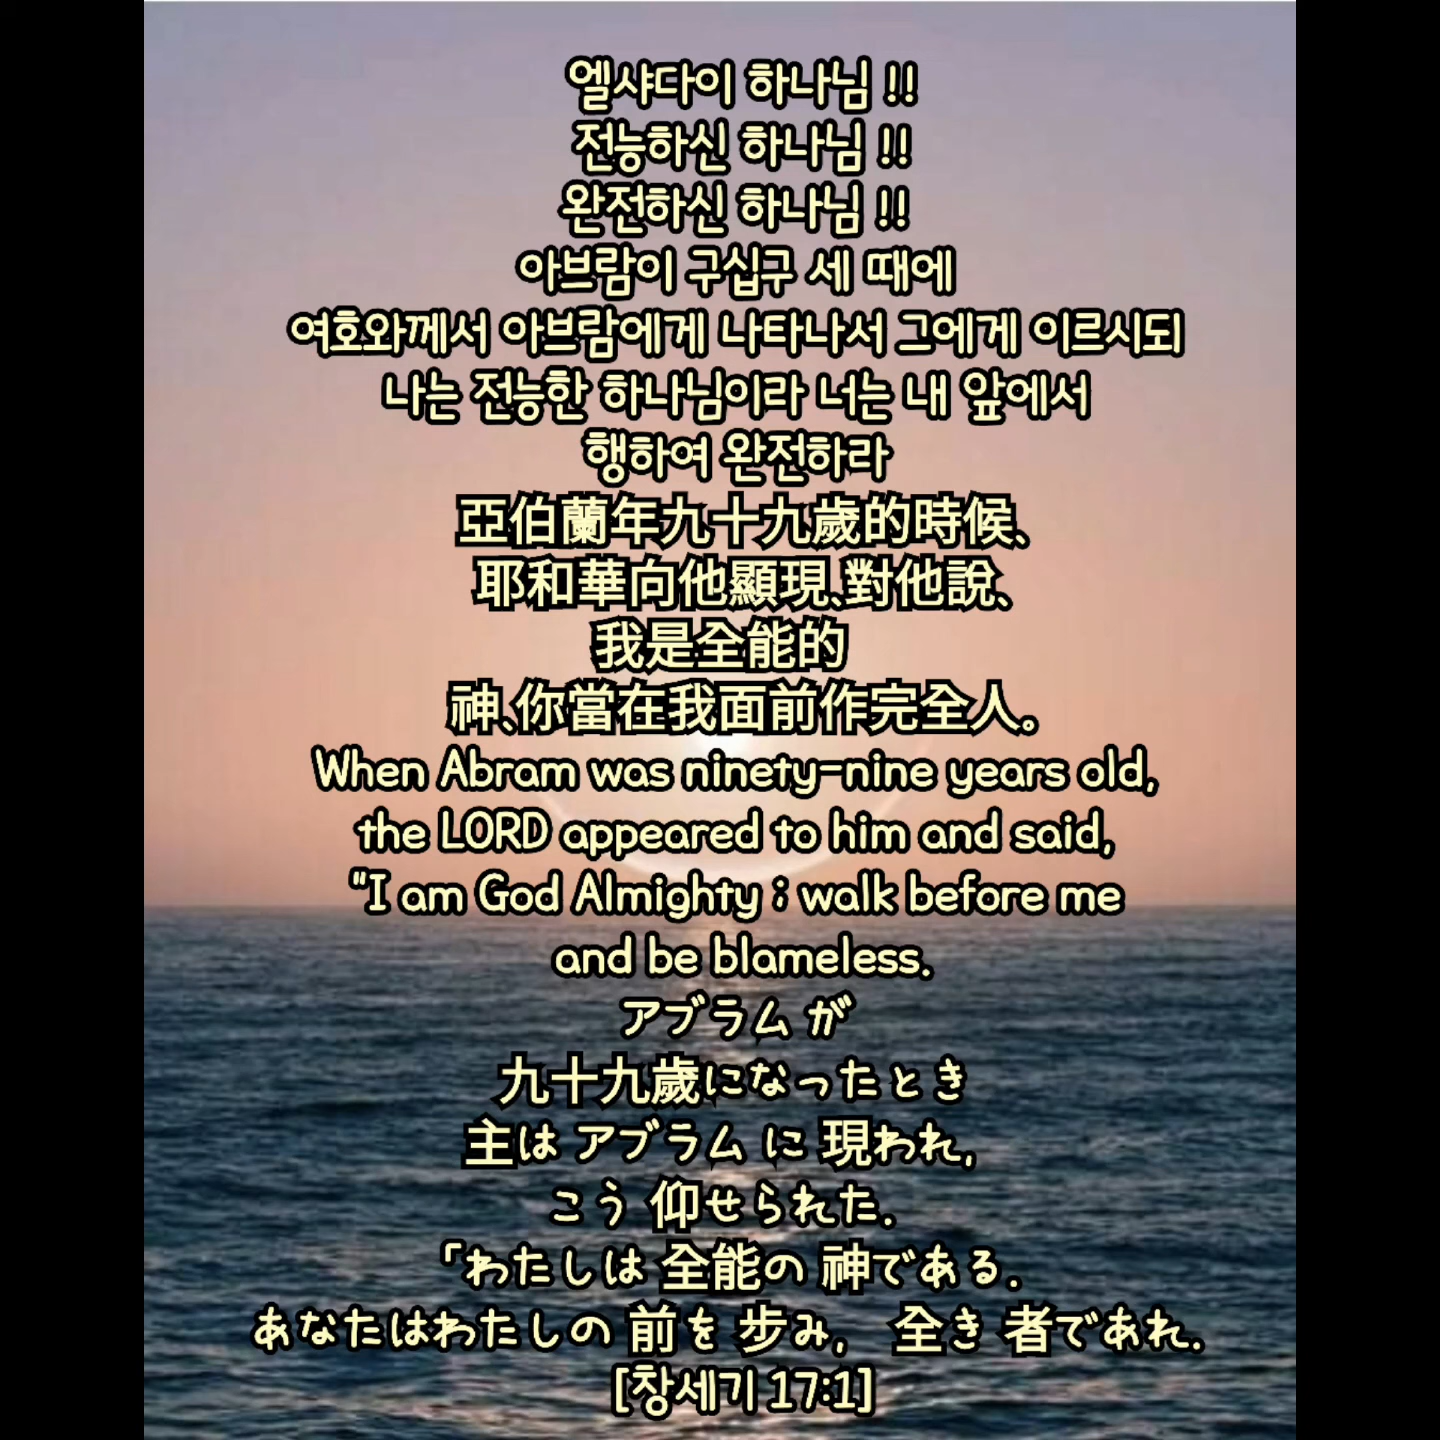 엘샤다이 하나님 !!
전능하신 하나님 !!
완전하신 하나님 !!
아브람이 구십구 세 때에
여호와께서 아브람에게 나타나서 그에게 이르시되
나는 전능한 하나님이라 너는 내 앞에서
행하여 완전하라
亞伯蘭年九十九歲的時候、
耶和華向他顯現、對他說、
我是全能的
神、你當在我面前作完全人。
When Abram was ninety-nine years old,
the LORD appeared to him and said,
"I am God Almighty ; walk before me
and be blameless.
アブラム が
九十九歲になったとき
主は アブラム に 現われ,
こう 仰せられた.
「わたしは 全能の 神である.
あなたはわたしの 前を 步み, 全き 者であれ.
[창세기 17:1]